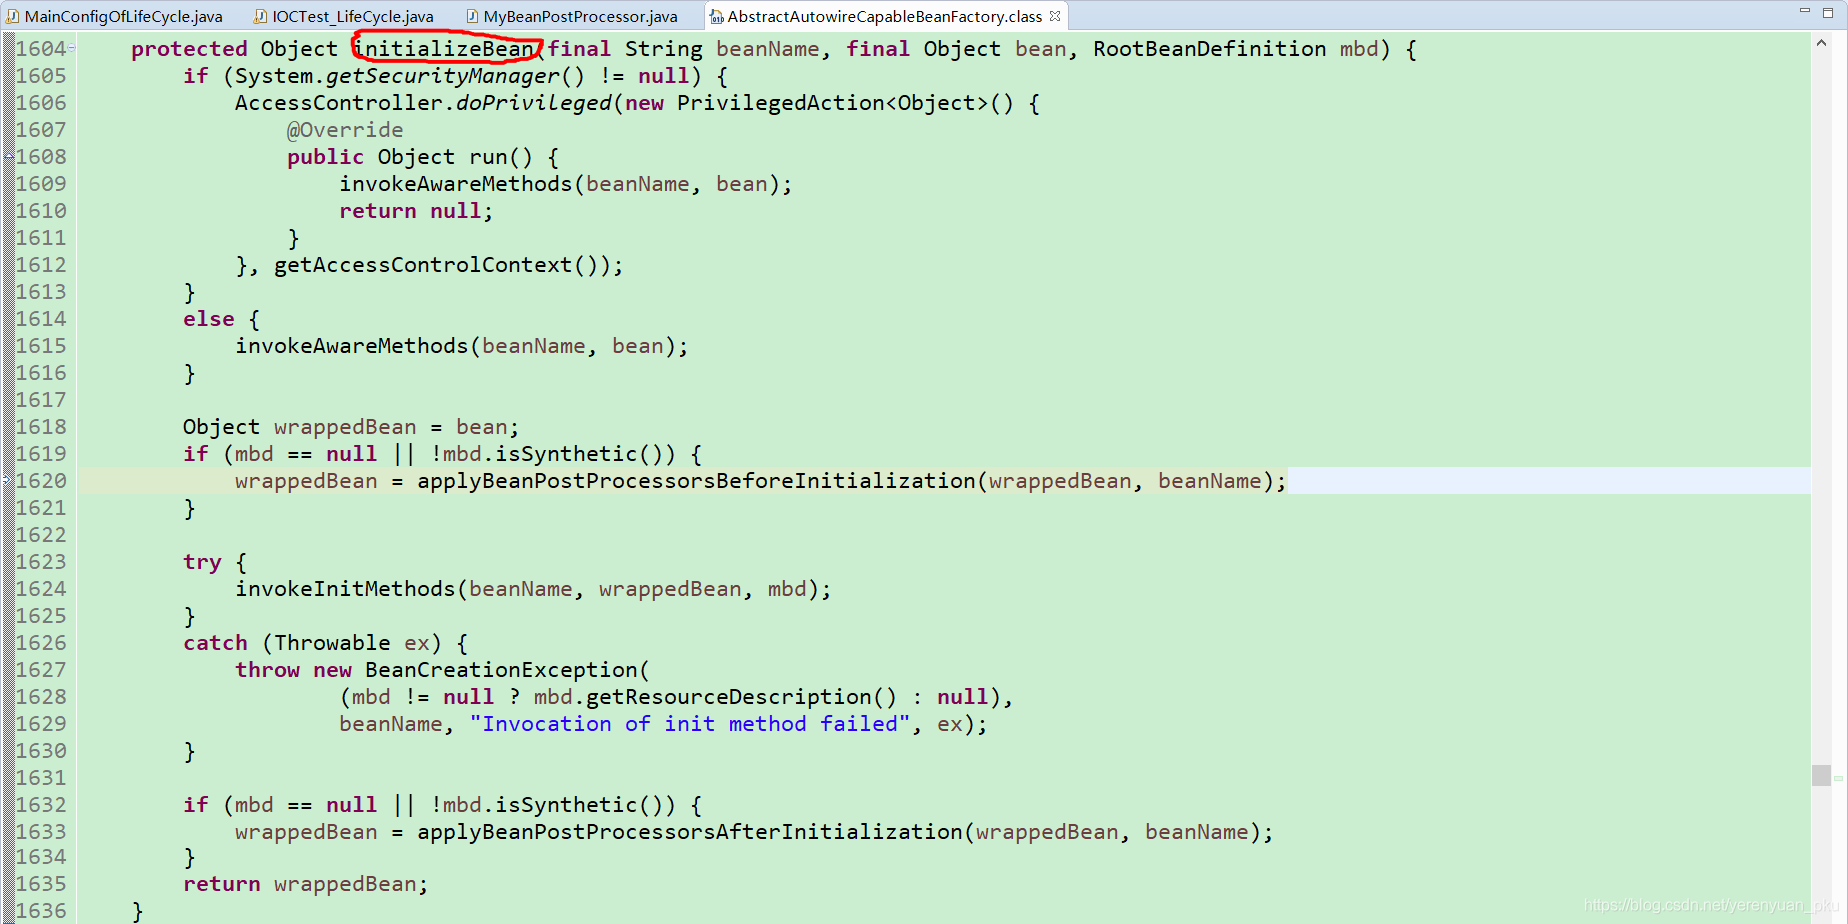 MainConfigOfLifeCycle.java IOCTest_LifeCycle.java MyBeanPostProcessor.java AbstractAutowireCapableBeanFactory.class
1604 protected Object initializeBean(final String beanName, final Object bean, RootBeanDefinition mbd) {
1605 if (System.getSecurityManager() != null) {
1606 AccessController.doPrivileged(new PrivilegedAction<Object>() {
1607 @Override
1608 public Object run() {
1609 invokeAwareMethods(beanName, bean);
1610 return null;
1611 }
1612 }, getAccessControlContext());
1613 }
1614 else {
1615 invokeAwareMethods(beanName, bean);
1616 }
1617
1618 Object wrappedBean = bean;
1619 if (mbd == null || !mbd.isSynthetic()) {
1620 wrappedBean = applyBeanPostProcessorsBeforeInitialization(wrappedBean, beanName);
1621 }
1622
1623 try {
1624 invokeInitMethods(beanName, wrappedBean, mbd);
1625 }
1626 catch (Throwable ex) {
1627 throw new BeanCreationException(
1628 (mbd != null ? mbd.getResourceDescription() : null),
1629 beanName, "Invocation of init method failed", ex);
1630 }
1631
1632 if (mbd == null || !mbd.isSynthetic()) {
1633 wrappedBean = applyBeanPostProcessorsAfterInitialization(wrappedBean, beanName);
1634 }
1635 return wrappedBean;
1636 }
https://blog.csdn.net/yerenyuan_pku